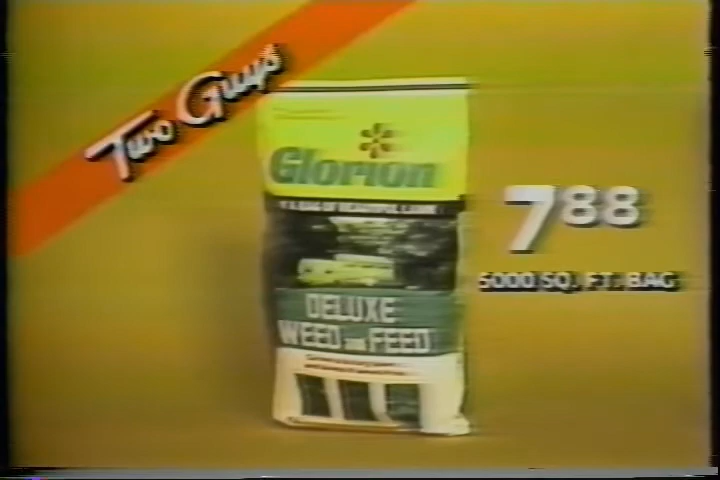 Two Guys
Glorion
DELUXE
WEED AND FEED
7.88
5000 SQ. FT. BAG